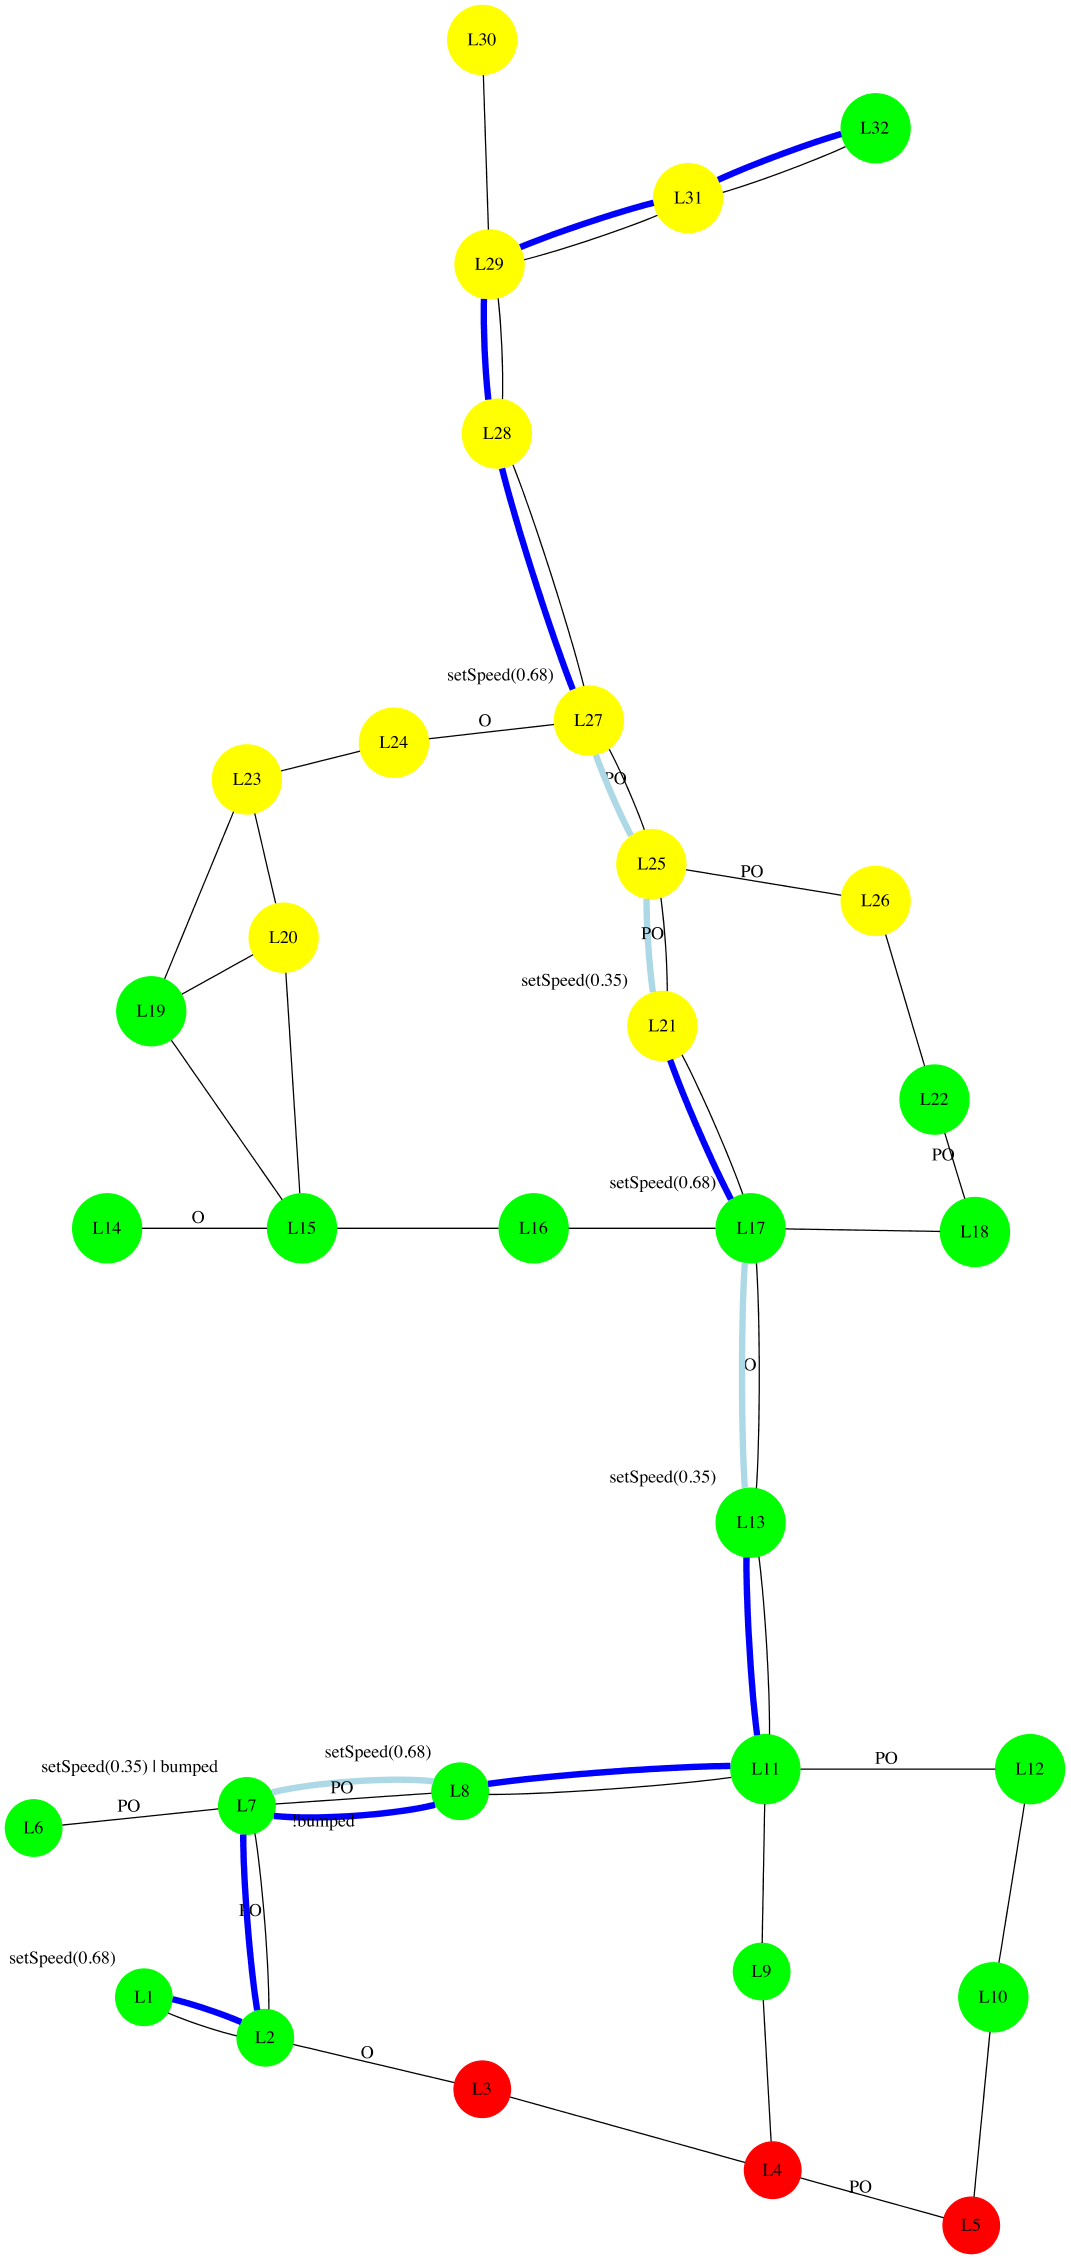 L30
L32
L31
L29
L28
setSpeed(0.68)
L27
O
L24
L23
PO
L25
PO
L26
PO
L20
setSpeed(0.35)
L19
L21
L22
PO
setSpeed(0.68)
L14
O
L15
L16
L17
L18
O
setSpeed(0.35)
L13
setSpeed(0.68)
setSpeed(0.35) | bumped
L11
PO
L12
PO
L8
PO
L7
L6
!bumped
PO
setSpeed(0.68)
L9
L1
L10
L2
O
L3
L4
PO
L5